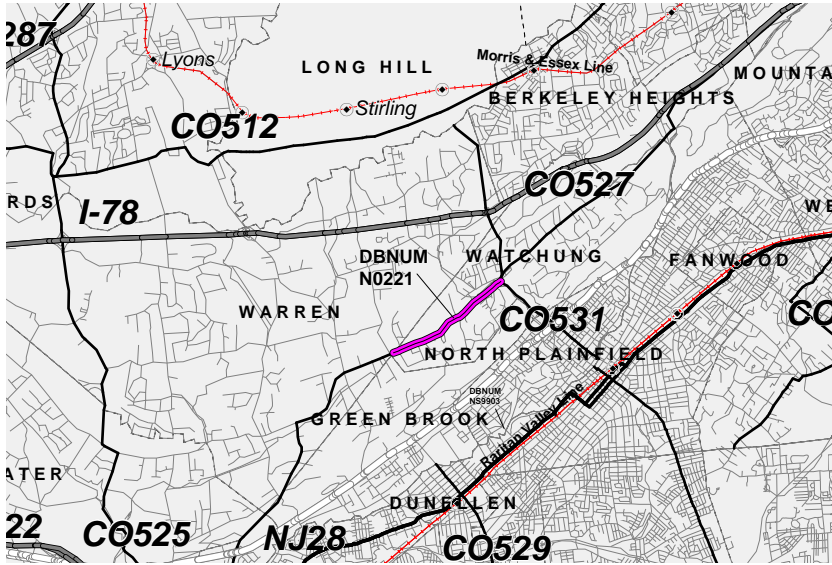 287
Lyons
LONG HILL
Morris & Essex Line
MOUNTA
BERKELEY HEIGHTS
Stirling
CO512
CO527
RDS
I-78
WE
DBNUM
N0221
WATCHUNG
FANWOOD
WARREN
CO531
CO
NORTH PLAINFIELD
DBNUM
NS9903
GREEN BROOK
Raritan Valley Line
ATER
DUNELLEN
22
CO525
NJ28
CO529